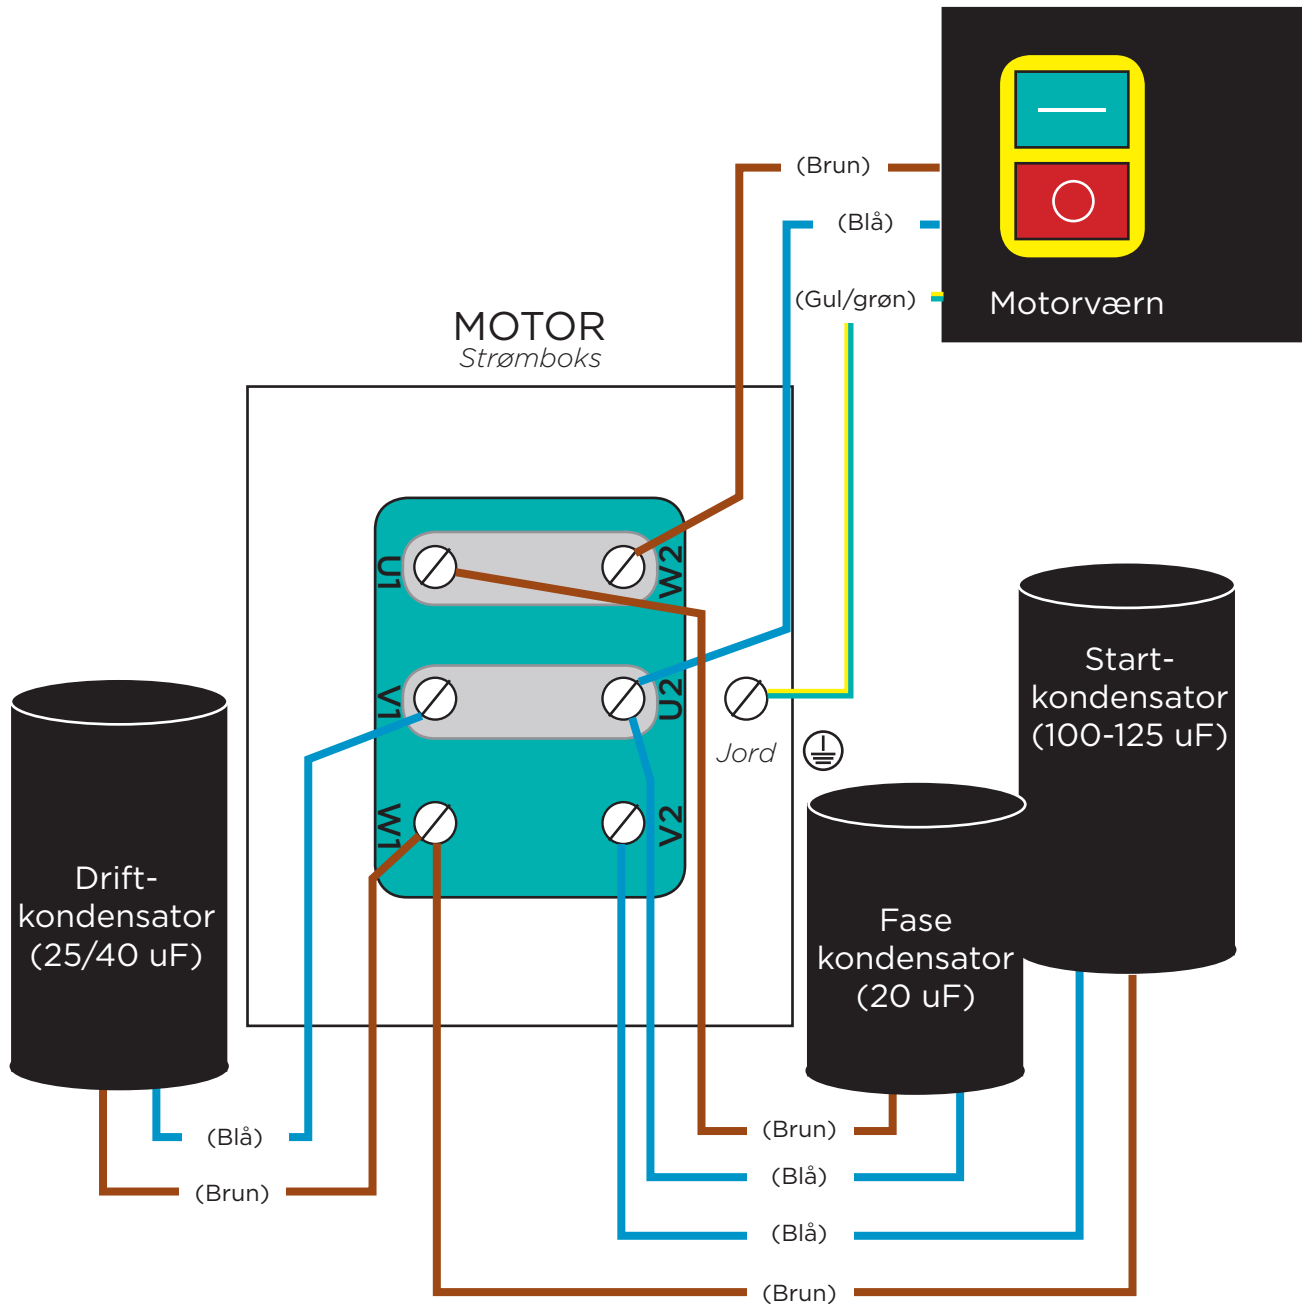 (Brun)
(Blå)
(Gul/grøn)
Motorværn
MOTOR
Strømboks
U1
W2
V1
U2
W1
V2
Jord
Start-
kondensator
(100-125 uF)
Drift-
kondensator
(25/40 uF)
Fase
kondensator
(20 uF)
(Blå)
(Brun)
(Brun)
(Blå)
(Blå)
(Brun)